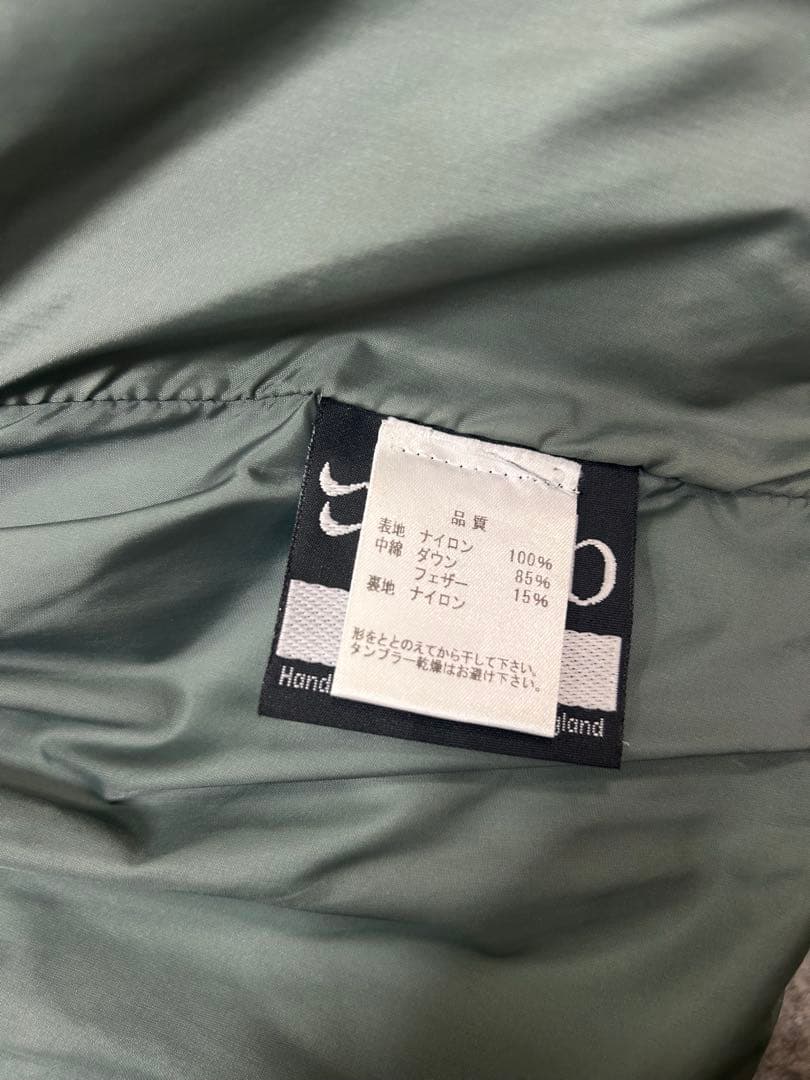 品質
表地 ナイロン 100%
中綿 ダウン 85%
フェザー 15%
裏地 ナイロン
形をととのえてから干して下さい。
タンブラー乾燥はお避け下さい。
Hand
gland